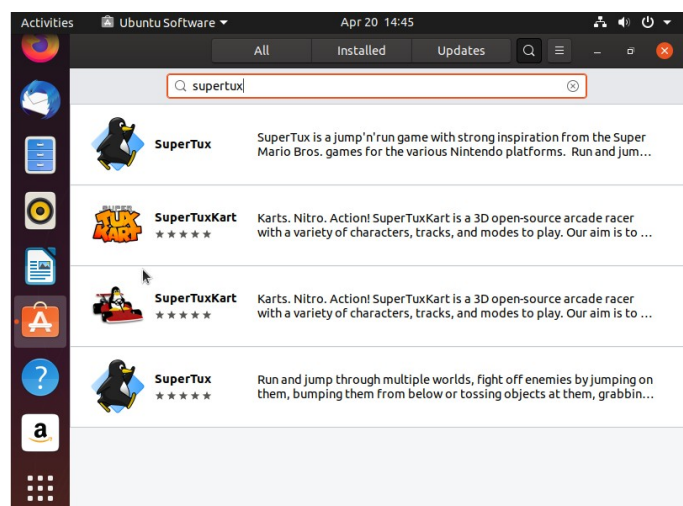 Activities
Ubuntu Software
Apr 20 14:45
All
Installed
Updates
supertux
SuperTux
SuperTux is a jump'n'run game with strong inspiration from the Super
Mario Bros. games for the various Nintendo platforms. Run and jum...
SUPER
TUX
KART
SuperTuxKart
Karts. Nitro. Action! SuperTuxKart is a 3D open-source arcade racer
with a variety of characters, tracks, and modes to play. Our aim is to ...
SuperTuxKart
Karts. Nitro. Action! SuperTuxKart is a 3D open-source arcade racer
with a variety of characters, tracks, and modes to play. Our aim is to ...
SuperTux
Run and jump through multiple worlds, fight off enemies by jumping on
them, bumping them from below or tossing objects at them, grabbin...
A
?
a